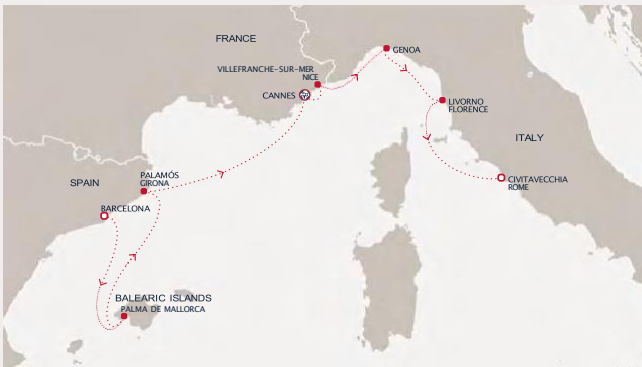 FRANCE
GENOA
VILLEFRANCHE-SUR-MER
NICE
CANNES
LIVORNO
FLORENCE
ITALY
PALAMÓS
GIRONA
SPAIN
CIVITAVECCHIA
ROME
BARCELONA
BALEARIC ISLANDS
PALMA DE MALLORCA